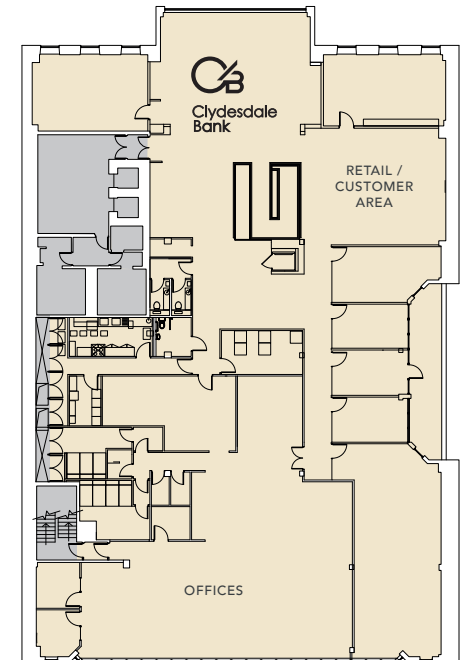 Clydesdale
Bank
RETAIL /
CUSTOMER
AREA
OFFICES